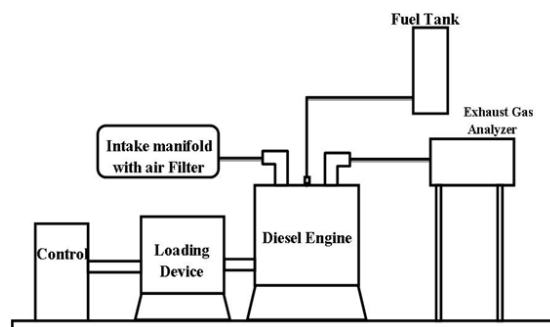 Fuel Tank
Exhaust Gas
Analyzer
Intake manifold
with air Filter
Diesel Engine
Control
Loading
Device